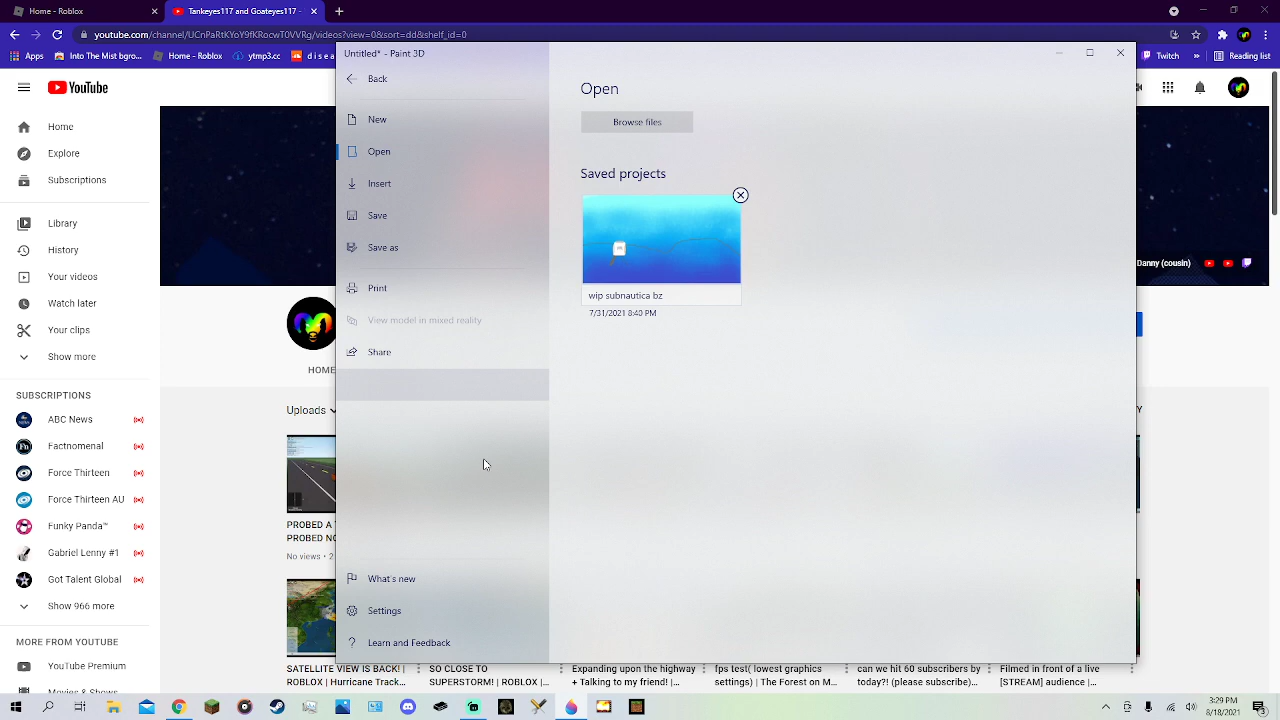 Home - Roblox
Tankeyes117 and Goateyes117 -
youtube.com/channel/UCnPaRtKYoY9fKRocwT0VVRg/videos?view=0&sort=dd&shelf_id=0
Apps
Into The Mist bgro...
Home - Roblox
ytmp3.cc
d i s e a
Twitch
»
Reading list
YouTube
Home
Explore
Subscriptions
Library
History
Your videos
Watch later
Your clips
Show more
SUBSCRIPTIONS
ABC News
Factnomenal
Force Thirteen
Force Thirteen AU
Funky Panda™
Gabriel Lenny #1
Got Talent Global
Show 966 more
MORE FROM YOUTUBE
YouTube Premium
Untitled* - Paint 3D
Back
New
Open
Insert
Save
Save as
Print
View model in mixed reality
Share
What's new
Settings
Learn and Feedback
Open
Browse files
Saved projects
wip subnautica bz
7/31/2021 8:40 PM
Danny (cousin)
HOME
Y
Uploads
PROBED A
PROBED NO
No views • 2
SATELLITE VIEW IS BACK! |
ROBLOX | Hurricane Track...
SO CLOSE TO
SUPERSTORM! | ROBLOX |...
Expanding upon the highway
+ Talking to my friend! |...
fps test( lowest graphics
settings) | The Forest on M...
can we hit 60 subscribers by
today?! (please subscribe)...
Filmed in front of a live
[STREAM] audience |...
3:29 PM
8/18/2021